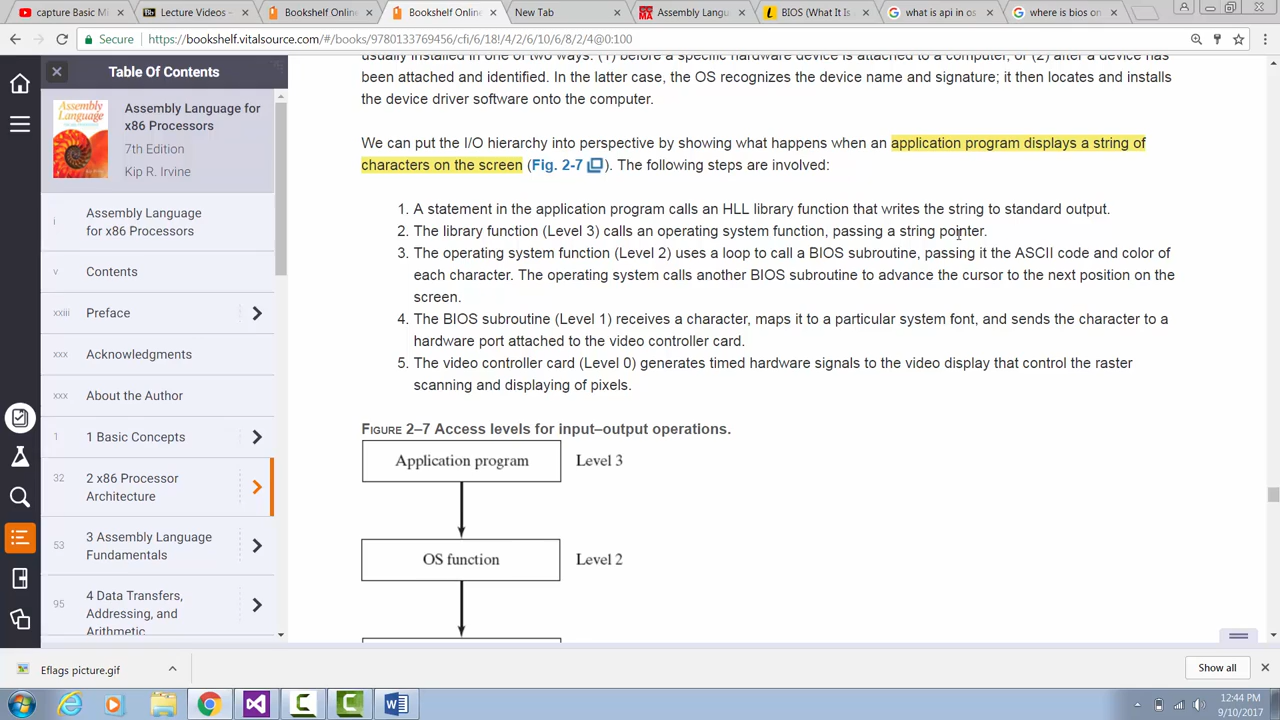 capture Basic Mi
Lecture Videos -
Bookshelf Online
Bookshelf Online
New Tab
Assembly Langu
BIOS (What It Is
what is api in os
where is bios on
Secure
https://bookshelf.vitalsource.com/#/books/9780133769456/cfi/6/18!/4/2/6/10/6/8/2/4@0:100
Table Of Contents
Assembly Language
Assembly Language for
x86 Processors
7th Edition
Kip R. Irvine
i
Assembly Language
for x86 Processors
v
Contents
xxiii
Preface
xxx
Acknowledgments
xxx
About the Author
1
1 Basic Concepts
32
2 x86 Processor
Architecture
53
3 Assembly Language
Fundamentals
95
4 Data Transfers,
Addressing, and
Arithmetic
usually installed in one of two ways: (1) before a specific hardware device is attached to a computer, or (2) after a device has
been attached and identified. In the latter case, the OS recognizes the device name and signature; it then locates and installs
the device driver software onto the computer.
We can put the I/O hierarchy into perspective by showing what happens when an application program displays a string of
characters on the screen (Fig. 2-7). The following steps are involved:
1. A statement in the application program calls an HLL library function that writes the string to standard output.
2. The library function (Level 3) calls an operating system function, passing a string pointer.
3. The operating system function (Level 2) uses a loop to call a BIOS subroutine, passing it the ASCII code and color of
each character. The operating system calls another BIOS subroutine to advance the cursor to the next position on the
screen.
4. The BIOS subroutine (Level 1) receives a character, maps it to a particular system font, and sends the character to a
hardware port attached to the video controller card.
5. The video controller card (Level 0) generates timed hardware signals to the video display that control the raster
scanning and displaying of pixels.
FIGURE 2–7 Access levels for input–output operations.
Application program
Level 3
OS function
Level 2
Eflags picture.gif
Show all
12:44 PM
9/10/2017